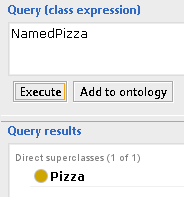 Query (class expression)
NamedPizza
Execute Add to ontology
Query results
Direct superclasses (1 of 1)
Pizza